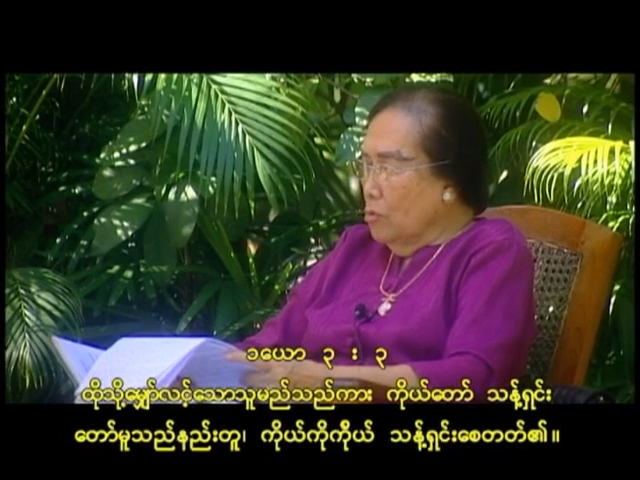 ၁ယော ၃ : ၃
ထိုသို့မျှော်လင့်သောသူမည်သည်ကား ကိုယ်တော် သန့်ရှင်း
တော်မူသည်နည်းတူ၊ ကိုယ်ကိုကိုယ် သန့်ရှင်းစေတတ်၏။